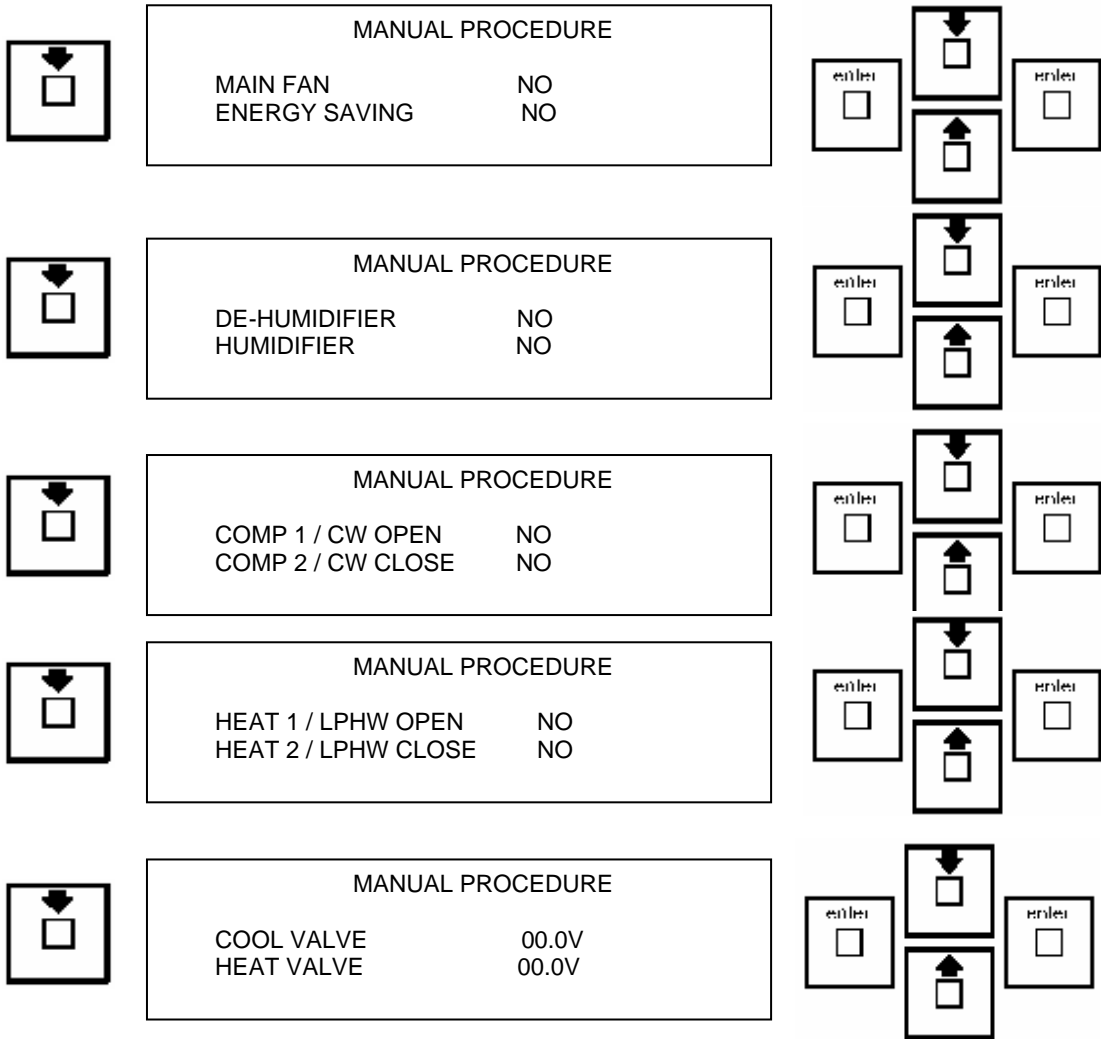 MANUAL PROCEDURE
MAIN FAN NO
ENERGY SAVING NO
enter enter
MANUAL PROCEDURE
DE-HUMIDIFIER NO
HUMIDIFIER NO
enter enter
MANUAL PROCEDURE
COMP 1 / CW OPEN NO
COMP 2 / CW CLOSE NO
enter enter
MANUAL PROCEDURE
HEAT 1 / LPHW OPEN NO
HEAT 2 / LPHW CLOSE NO
enter enter
MANUAL PROCEDURE
COOL VALVE 00.0V
HEAT VALVE 00.0V
enter enter